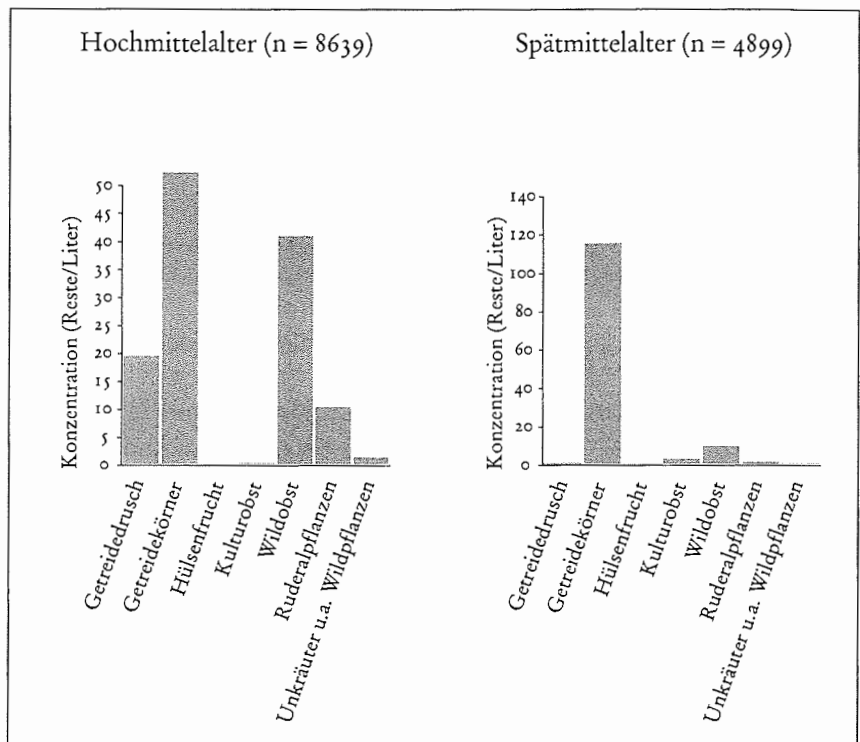 Hochmittelalter (n = 8639)
Konzentration (Reste/Liter)
50
45
40
35
30
25
20
15
10
5
0
Getreidedrusch
Getreidekörner
Hülsenfrucht
Kulturobst
Wildobst
Ruderalpflanzen
Unkräuter u.a. Wildpflanzen
Spätmittelalter (n = 4899)
Konzentration (Reste/Liter)
140
120
100
80
60
40
20
0
Getreidedrusch
Getreidekörner
Hülsenfrucht
Kulturobst
Wildobst
Ruderalpflanzen
Unkräuter u.a. Wildpflanzen